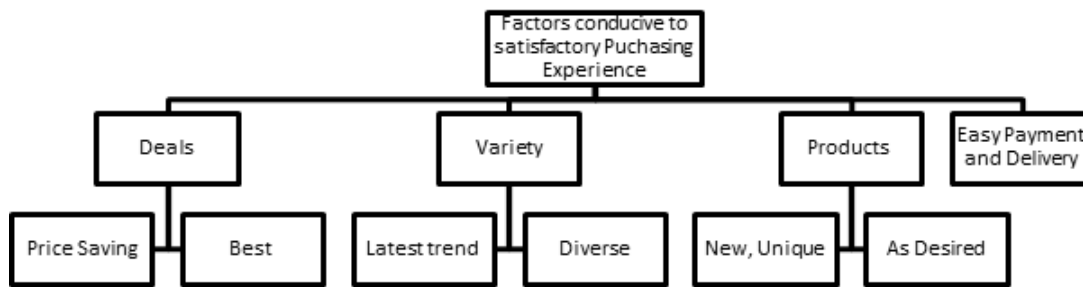 Factors conducive to
satisfactory Puchasing
Experience
Deals
Variety
Products
Easy Payment
and Delivery
Price Saving
Best
Latest trend
Diverse
New, Unique
As Desired